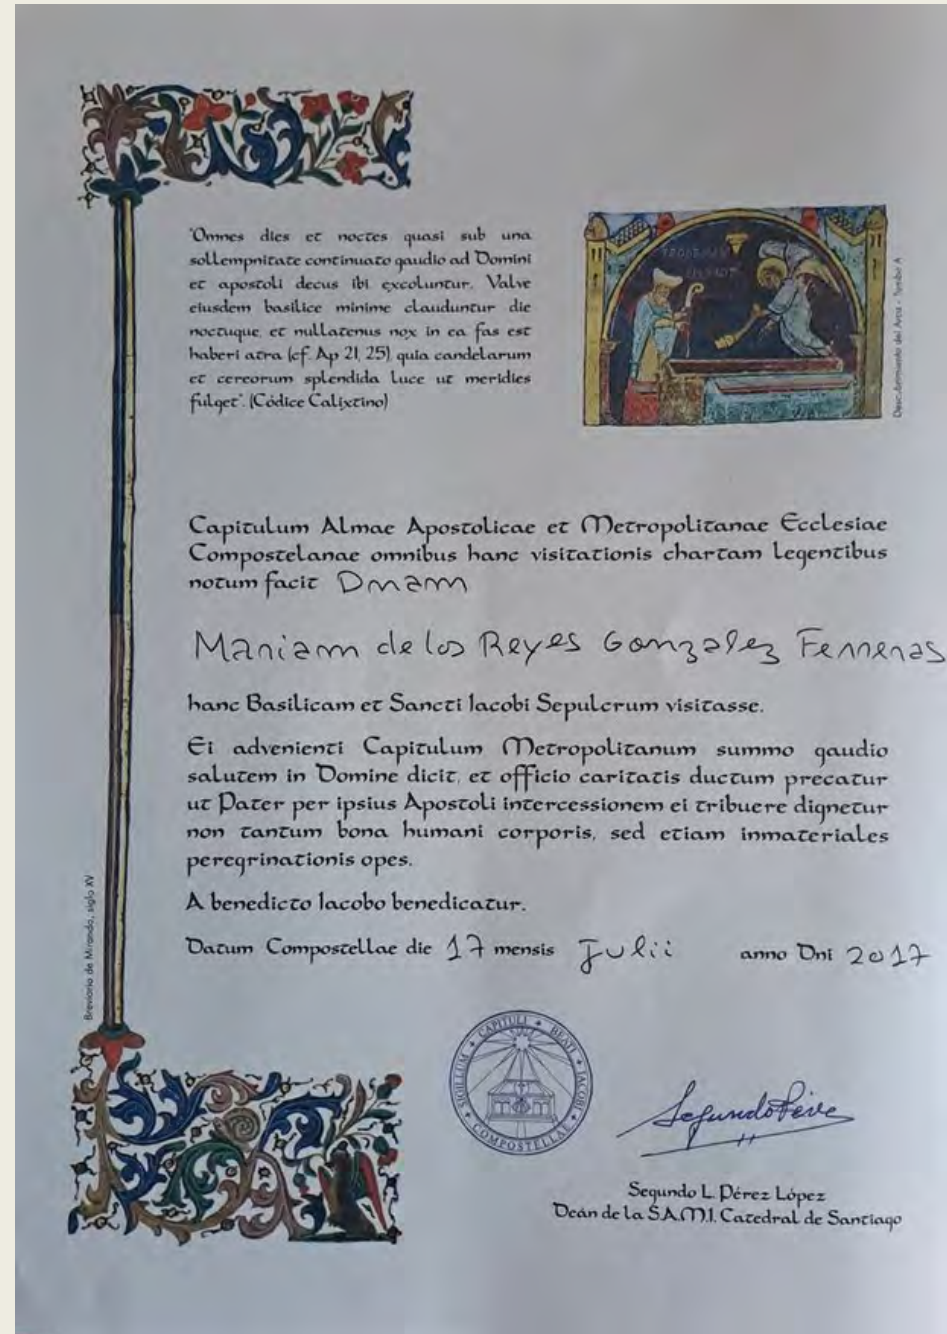 "Omnes dies et noctes quasi sub una
sollempnitate continuato gaudio ad Domini
et apostoli decus ibi excoluntur. Valve
eiusdem basilice minime clauduntur die
noctuque, et nullatenus nox in ea fas est
haberi atra (cf. Ap 21, 25), quia candelarum
et cereorum splendida luce ut meridies
fulget". (Códice Calixtino)
Descubrimiento del Arca - Tumbo A
Capitulum Almae Apostolicae et Metropolitanae Ecclesiae
Compostelanae omnibus hanc visitationis chartam legentibus
notum facit Dnam
Mariam de los Reyes Gonzalez Ferreras
hanc Basilicam et Sancti Iacobi Sepulcrum visitasse.
Ei advenienti Capitulum Metropolitanum summo gaudio
salutem in Domine dicit, et officio caritatis ductum precatur
ut Pater per ipsius Apostoli intercessionem ei tribuere dignetur
non tantum bona humani corporis, sed etiam inmateriales
peregrinationis opes.
A benedicto Iacobo benedicatur.
Datum Compostellae die 17 mensis Julii anno Dni 2017
Breviario de Miranda, siglo XV
SIGILLUM CAPITULI BEATI JACOBI COMPOSTELLAE
Segundo L. Pérez López
Deán de la S.A.M.I. Catedral de Santiago